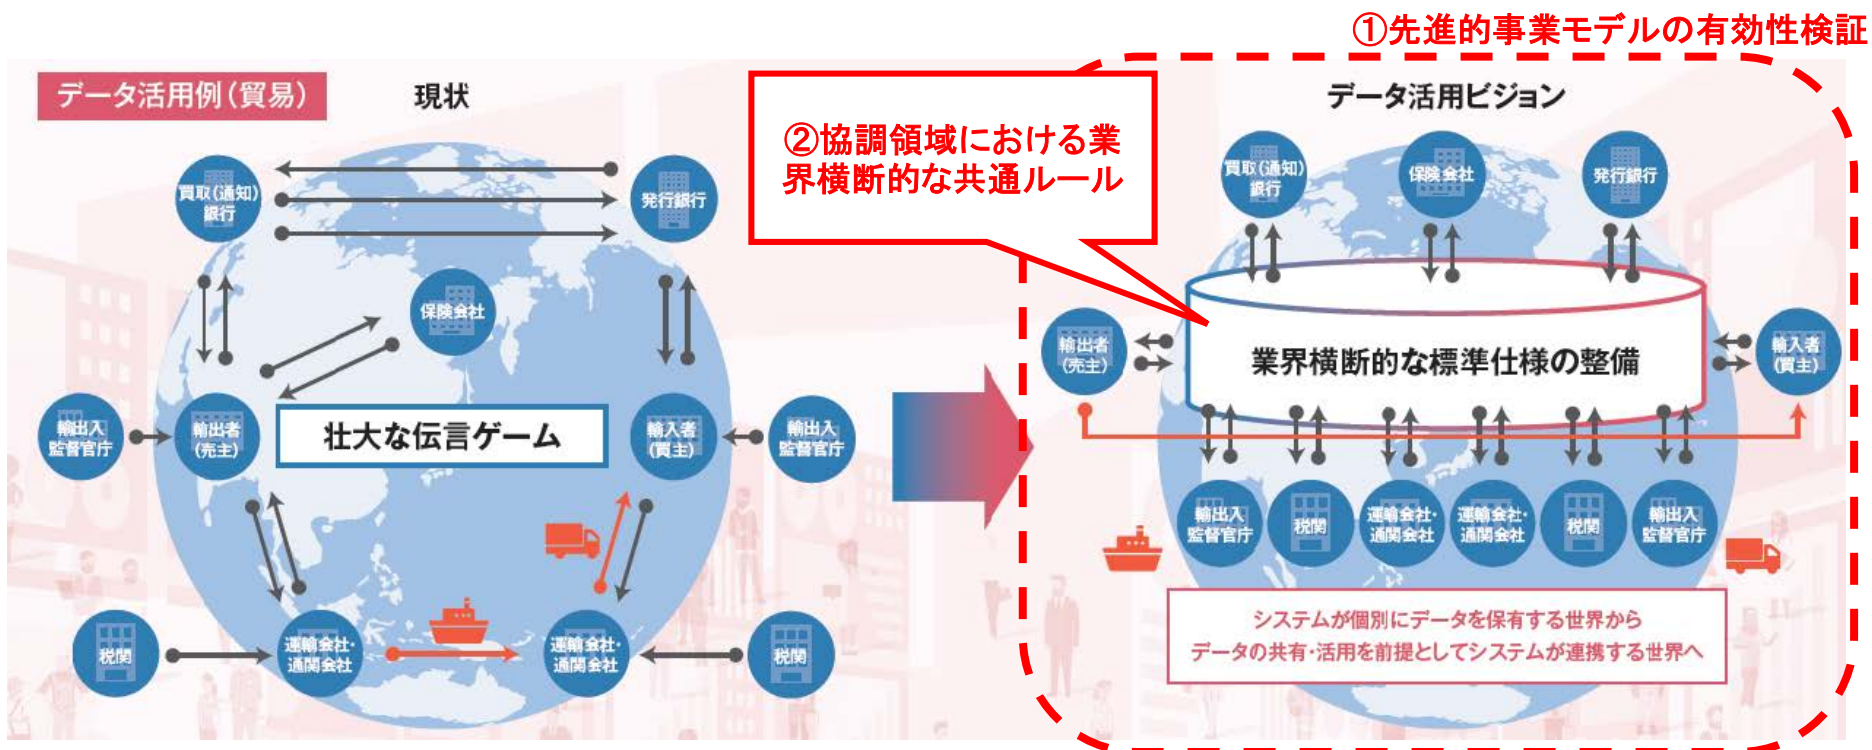 ①先進的事業モデルの有効性検証
データ活用例(貿易)
現状
買取(通知)
銀行
発行銀行
保険会社
輸出入
監督官庁
輸出者
(売主)
壮大な伝言ゲーム
輸入者
(買主)
輸出入
監督官庁
税関
運輸会社・
通関会社
運輸会社・
通関会社
税関
②協調領域における業
界横断的な共通ルール
データ活用ビジョン
買取(通知)
銀行
保険会社
発行銀行
輸出者
(売主)
業界横断的な標準仕様の整備
輸入者
(買主)
輸出入
監督官庁
税関
運輸会社・
通関会社
運輸会社・
通関会社
税関
輸出入
監督官庁
システムが個別にデータを保有する世界から
データの共有・活用を前提としてシステムが連携する世界へ